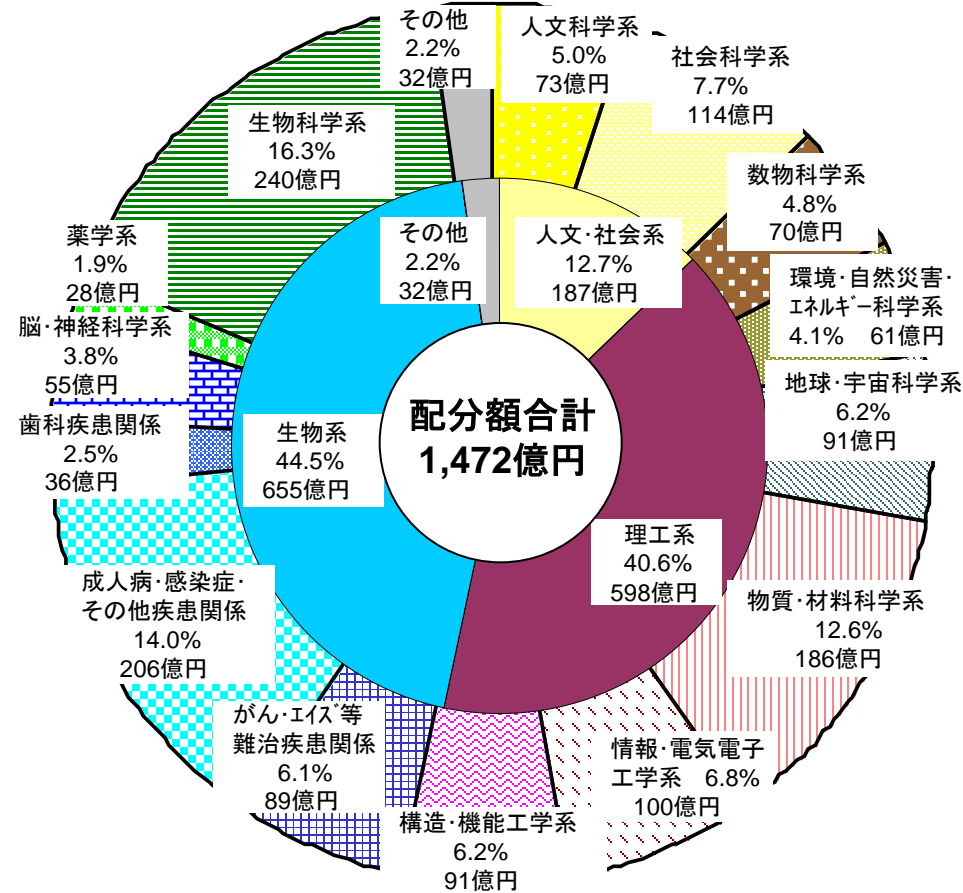 その他
2.2%
32億円
人文科学系
5.0%
73億円
社会科学系
7.7%
114億円
数物科学系
4.8%
70億円
環境・自然災害・
エネルギー科学系
4.1%　61億円
地球・宇宙科学系
6.2%
91億円
物質・材料科学系
12.6%
186億円
情報・電気電子
工学系　6.8%
100億円
構造・機能工学系
6.2%
91億円
がん・エイズ等
難治疾患関係
6.1%
89億円
成人病・感染症・
その他疾患関係
14.0%
206億円
歯科疾患関係
2.5%
36億円
脳・神経科学系
3.8%
55億円
薬学系
1.9%
28億円
生物科学系
16.3%
240億円
その他
2.2%
32億円
人文・社会系
12.7%
187億円
理工系
40.6%
598億円
生物系
44.5%
655億円
配分額合計
1,472億円